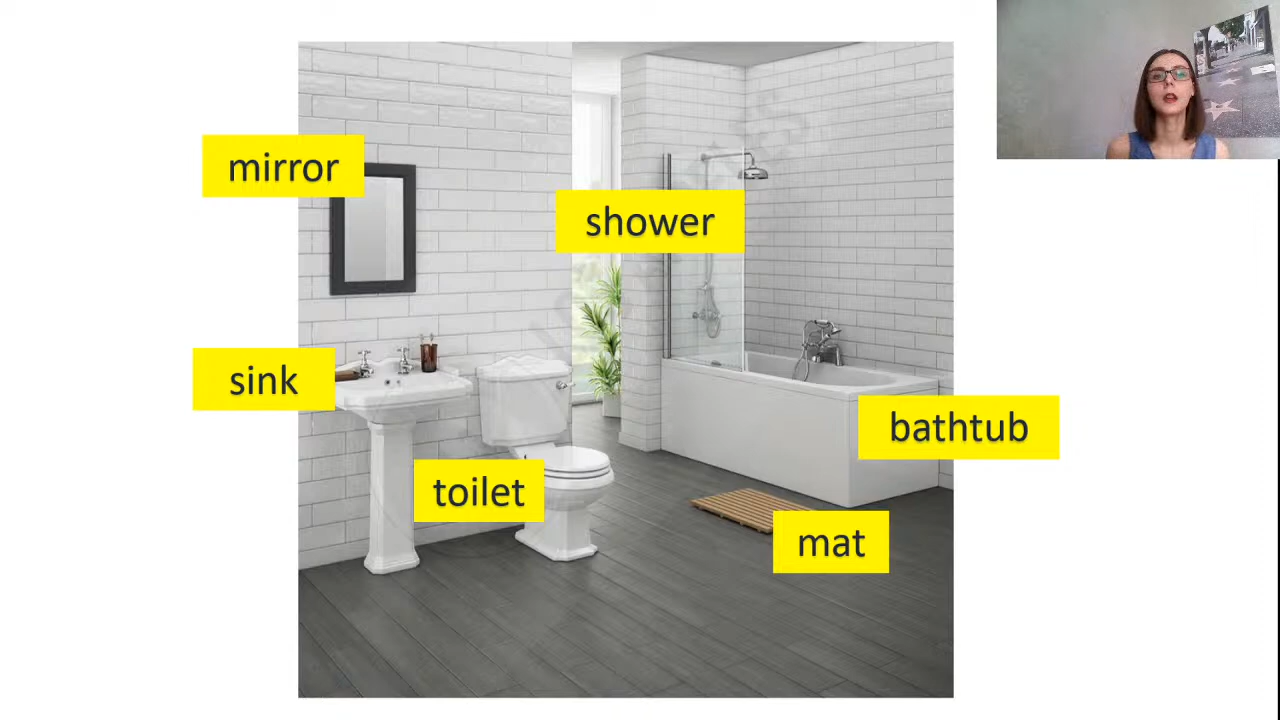 mirror
shower
sink
bathtub
toilet
mat